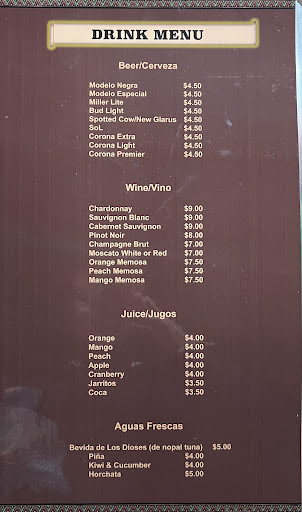 DRINK MENU
Beer/Cerveza
Modelo Negra $4.50
Modelo Especial $4.50
Miller Lite $4.50
Bud Light $4.50
Spotted Cow/New Glarus $4.50
SoL $4.50
Corona Extra $4.50
Corona Light $4.50
Corona Premier $4.50
Wine/Vino
Chardonnay $9.00
Sauvignon Blanc $9.00
Cabernet Sauvignon $9.00
Pinot Noir $8.00
Champagne Brut $7.00
Moscato White or Red $7.00
Orange Memosa $7.50
Peach Memosa $7.50
Mango Memosa $7.50
Juice/Jugos
Orange $4.00
Mango $4.00
Peach $4.00
Apple $4.00
Cranberry $4.00
Jarritos $3.50
Coca $3.50
Aguas Frescas
Bevida de Los Dioses (de nopal tuna) $5.00
Piña $4.00
Kiwi & Cucumber $4.00
Horchata $5.00